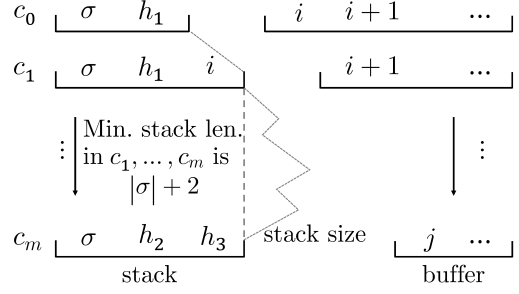 c₀ σ h₁ i i + 1 ...
c₁ σ h₁ i i + 1 ...
⋮ Min. stack len. ⋮
in c₁, ... , cₘ is
|σ| + 2
cₘ σ h₂ h₃ stack size j ...
stack buffer